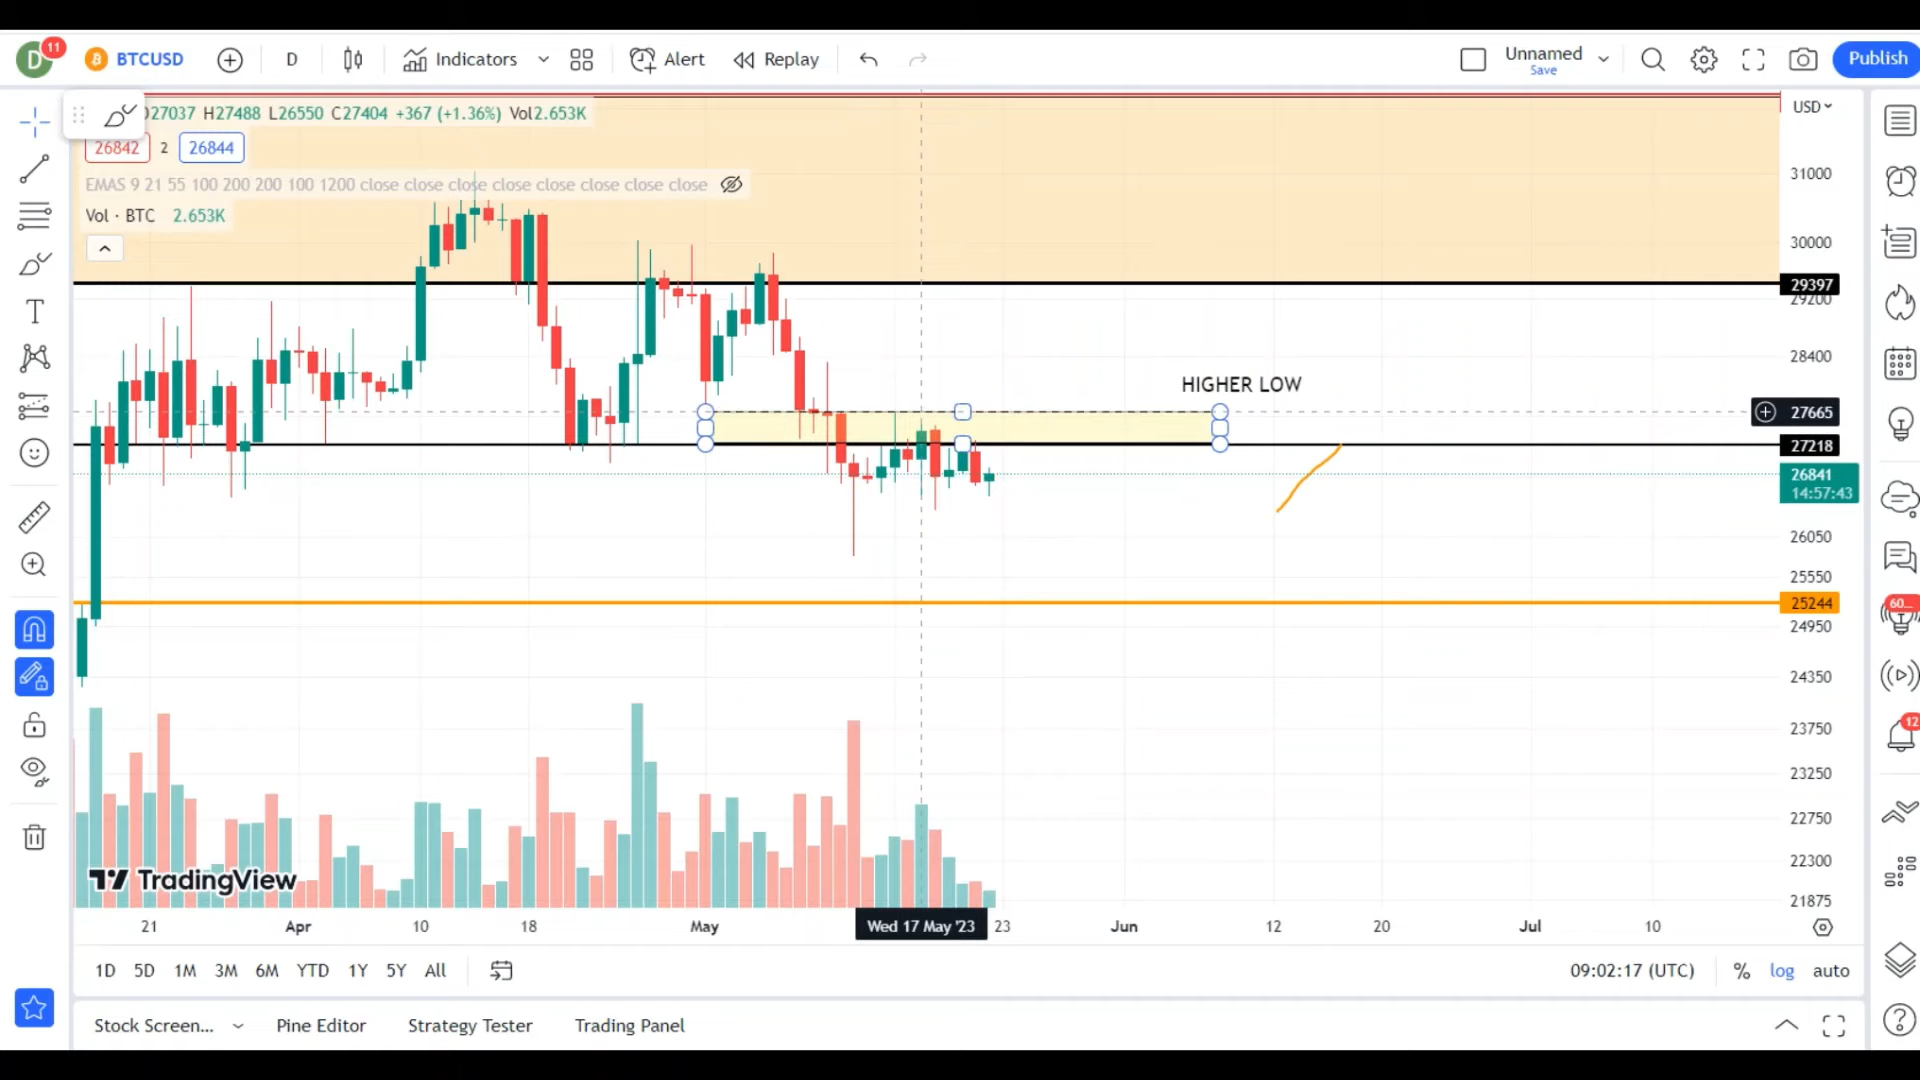 D 11 BTCUSD D Indicators Alert Replay Unnamed Save Publish
27037 H27488 L26550 C27404 +367 (+1.36%) Vol2.653K
26842 2 26844
EMAS 9 21 55 100 200 200 100 1200 close close close close close close close close
Vol · BTC 2.653K
USD
31000
30000
29397
29200
28400
HIGHER LOW
27665
27218
26841
14:57:43
26050
25550
25244
24950
24350
23750
23250
22750
22300
21875
60...
12
TradingView
21 Apr 10 18 May Wed 17 May '23 23 Jun 12 20 Jul 10
1D 5D 1M 3M 6M YTD 1Y 5Y All 09:02:17 (UTC) % log auto
Stock Screen... Pine Editor Strategy Tester Trading Panel